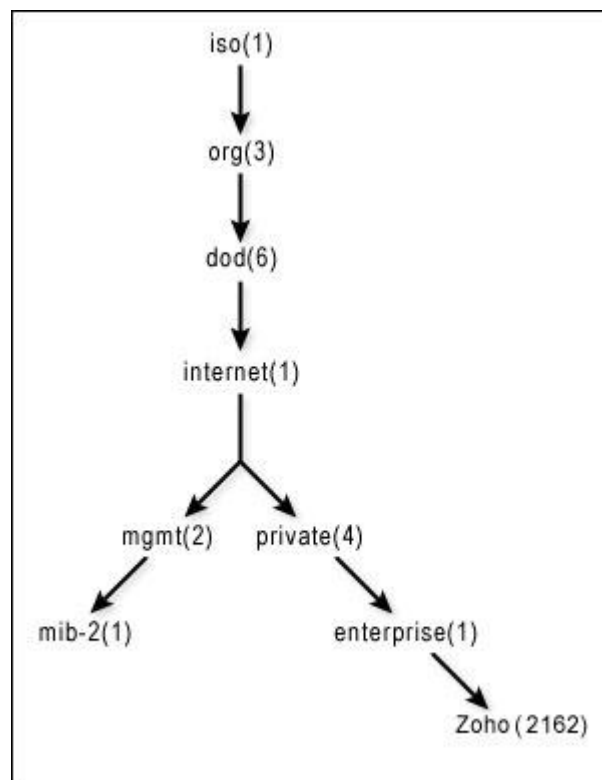 iso(1)
org(3)
dod(6)
internet(1)
mgmt(2) private(4)
mib-2(1) enterprise(1)
Zoho (2162)